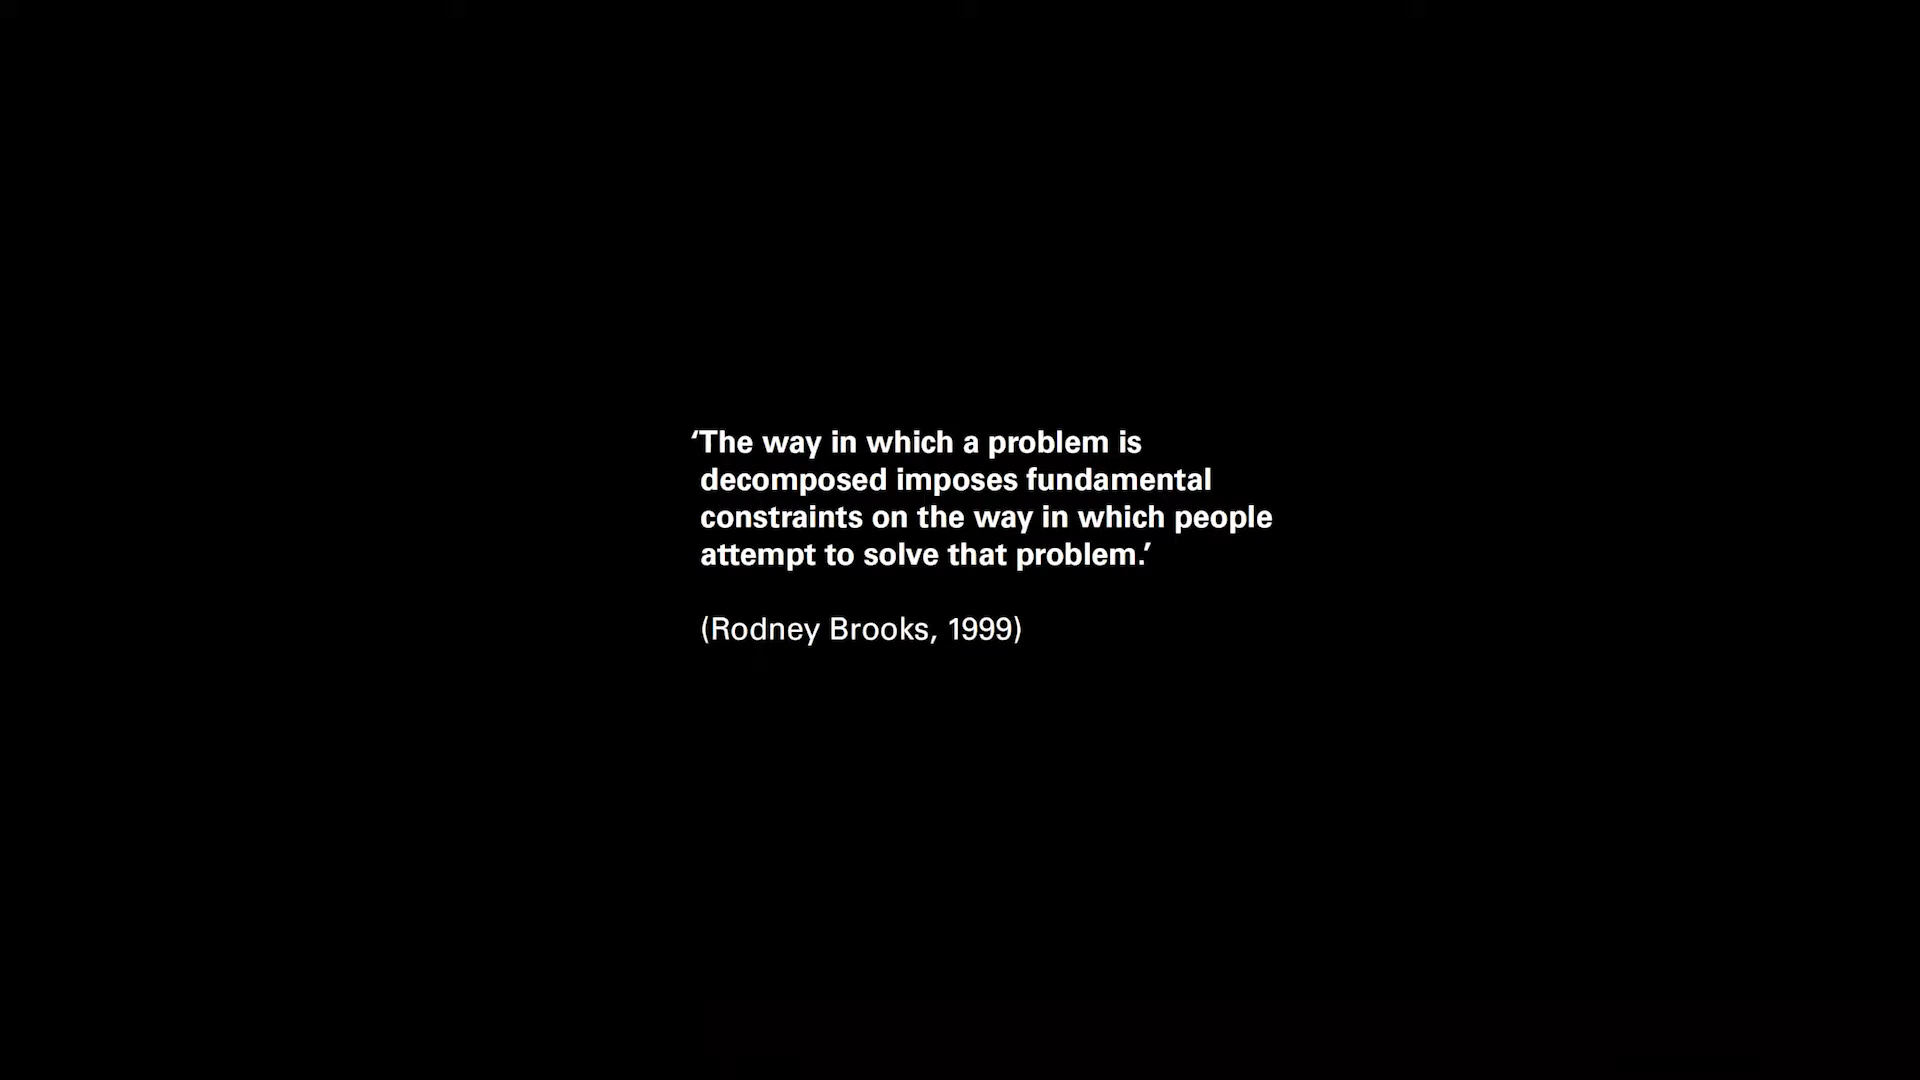 ‘The way in which a problem is
decomposed imposes fundamental
constraints on the way in which people
attempt to solve that problem.’
(Rodney Brooks, 1999)